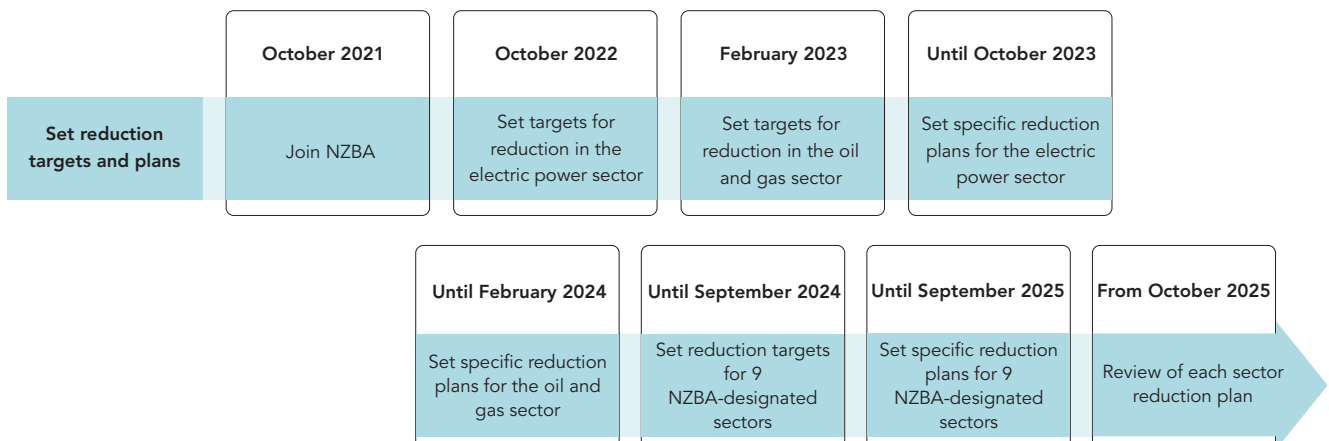 October 2021
October 2022
February 2023
Until October 2023
Set reduction
targets and plans
Join NZBA
Set targets for
reduction in the
electric power sector
Set targets for
reduction in the oil
and gas sector
Set specific reduction
plans for the electric
power sector
Until February 2024
Until September 2024
Until September 2025
From October 2025
Set specific reduction
plans for the oil and
gas sector
Set reduction targets
for 9
NZBA-designated
sectors
Set specific reduction
plans for 9
NZBA-designated
sectors
Review of each sector
reduction plan